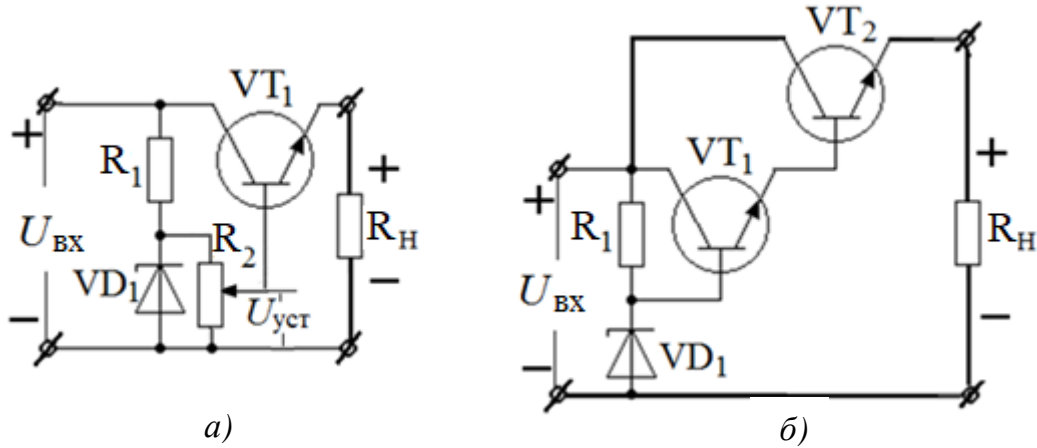 VT1
+
R1
+
Uвх
R2
Rн
VD1
−
Uуст
−
а)
VT2
+
VT1
+
R1
Rн
Uвх
−
VD1
−
б)